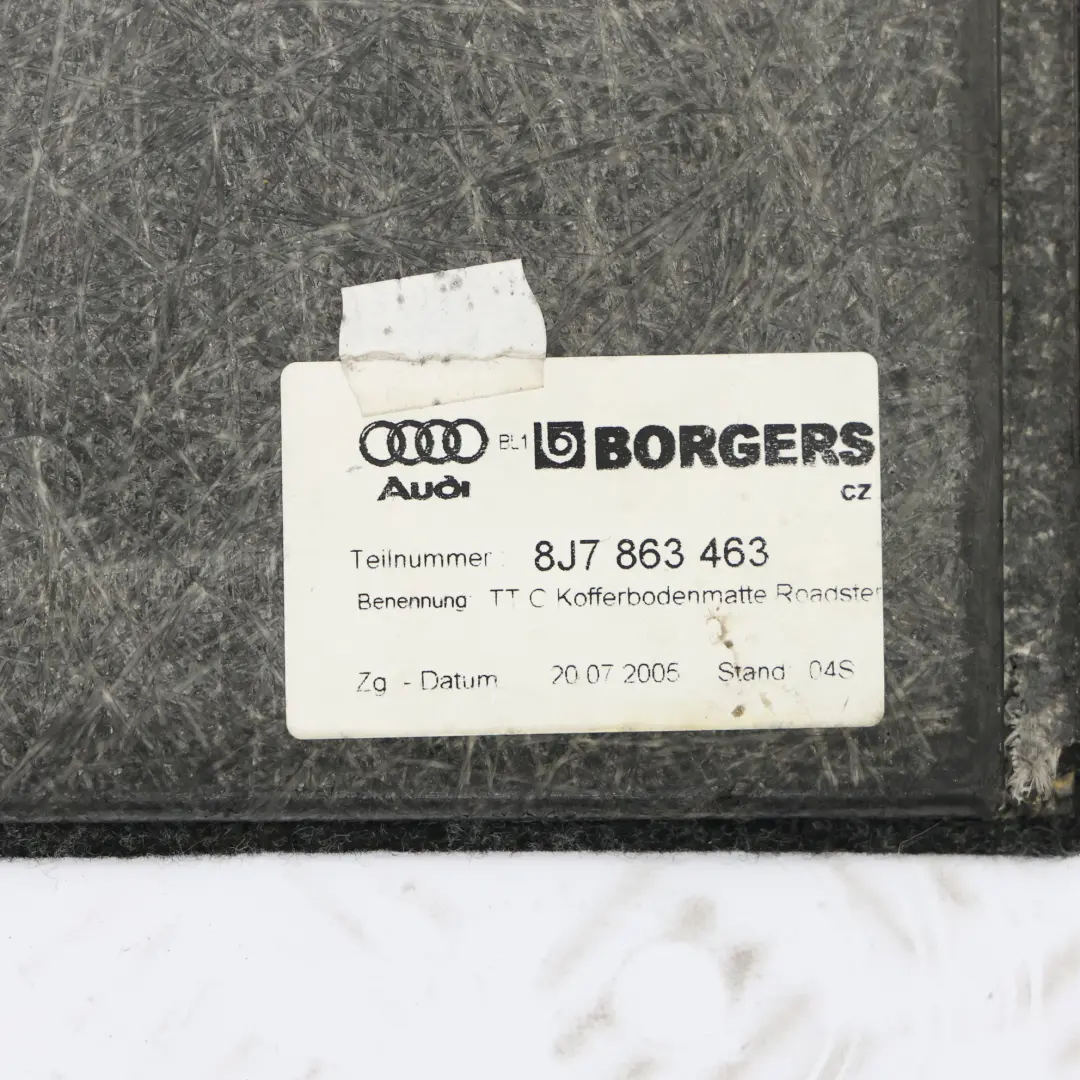 BL1 BORGERS
Audi
CZ
Teilnummer: 8J7 863 463
Benennung: TT C Kofferbodenmatte Roadster
Zg. - Datum: 20.07.2005 Stand: 04S